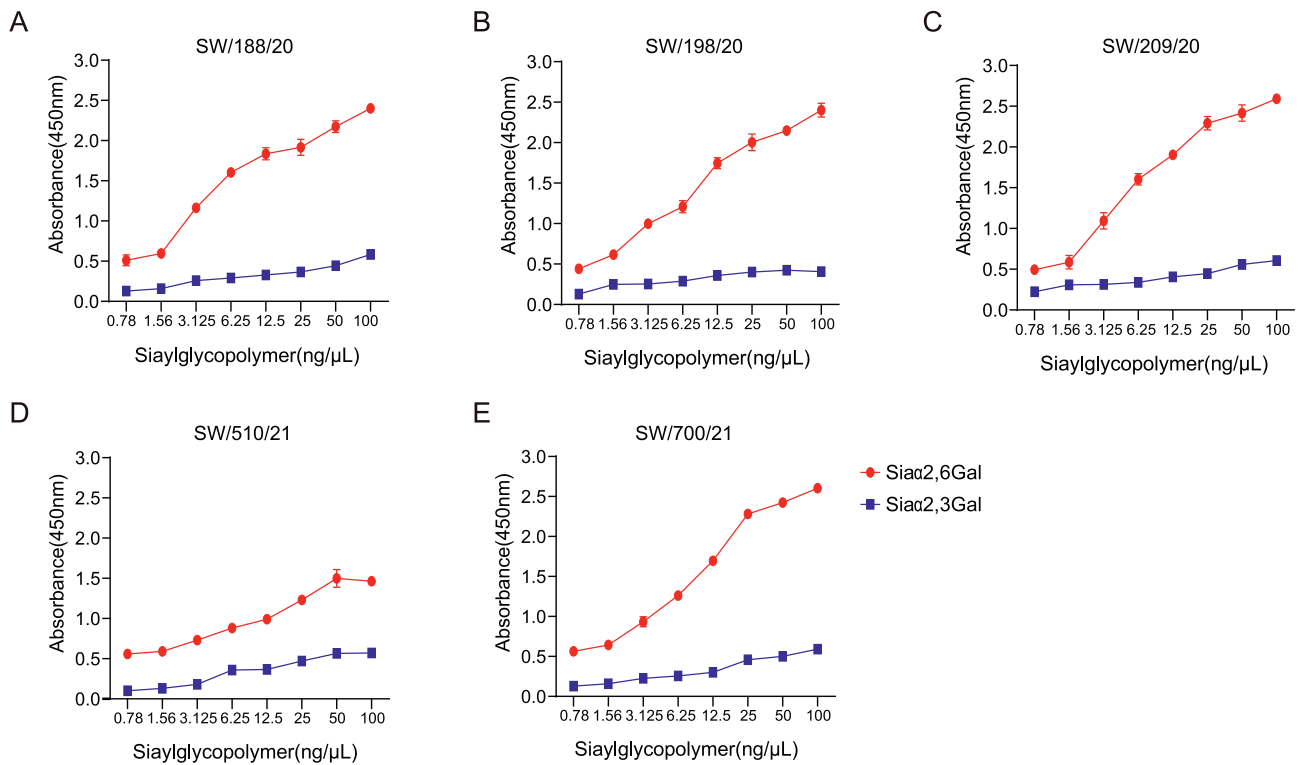 A
SW/188/20
Absorbance(450nm)
3.0
2.5
2.0
1.5
1.0
0.5
0.0
0.78 1.56 3.125 6.25 12.5 25 50 100
Siaylglycopolymer(ng/μL)
B
SW/198/20
Absorbance(450nm)
3.0
2.5
2.0
1.5
1.0
0.5
0.0
0.78 1.56 3.125 6.25 12.5 25 50 100
Siaylglycopolymer(ng/μL)
C
SW/209/20
Absorbance(450nm)
3.0
2.5
2.0
1.5
1.0
0.5
0.0
0.78 1.56 3.125 6.25 12.5 25 50 100
Siaylglycopolymer(ng/μL)
D
SW/510/21
Absorbance(450nm)
3.0
2.5
2.0
1.5
1.0
0.5
0.0
0.78 1.56 3.125 6.25 12.5 25 50 100
Siaylglycopolymer(ng/μL)
E
SW/700/21
Absorbance(450nm)
3.0
2.5
2.0
1.5
1.0
0.5
0.0
0.78 1.56 3.125 6.25 12.5 25 50 100
Siaylglycopolymer(ng/μL)
Siaα2,6Gal
Siaα2,3Gal